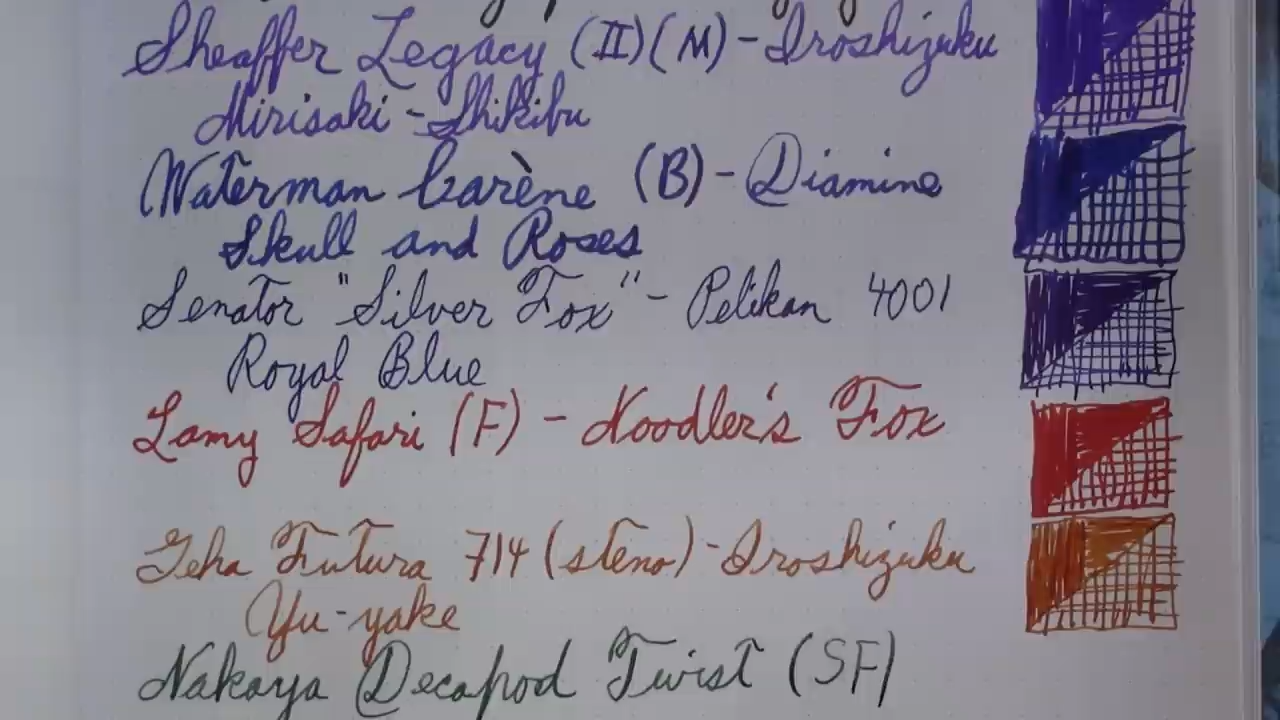 Sheaffer Legacy (II) (M) - Iroshizuku
Mirisaki - Shikibu
Waterman Carène (B) - Diamine
Skull and Roses
Senator "Silver Fox" - Pelikan 4001
Royal Blue
Lamy Safari (F) - Noodler's Fox
Geha Futura 714 (steno) - Iroshizuku
Yu-yake
Nakaya Decapod Twist (SF)